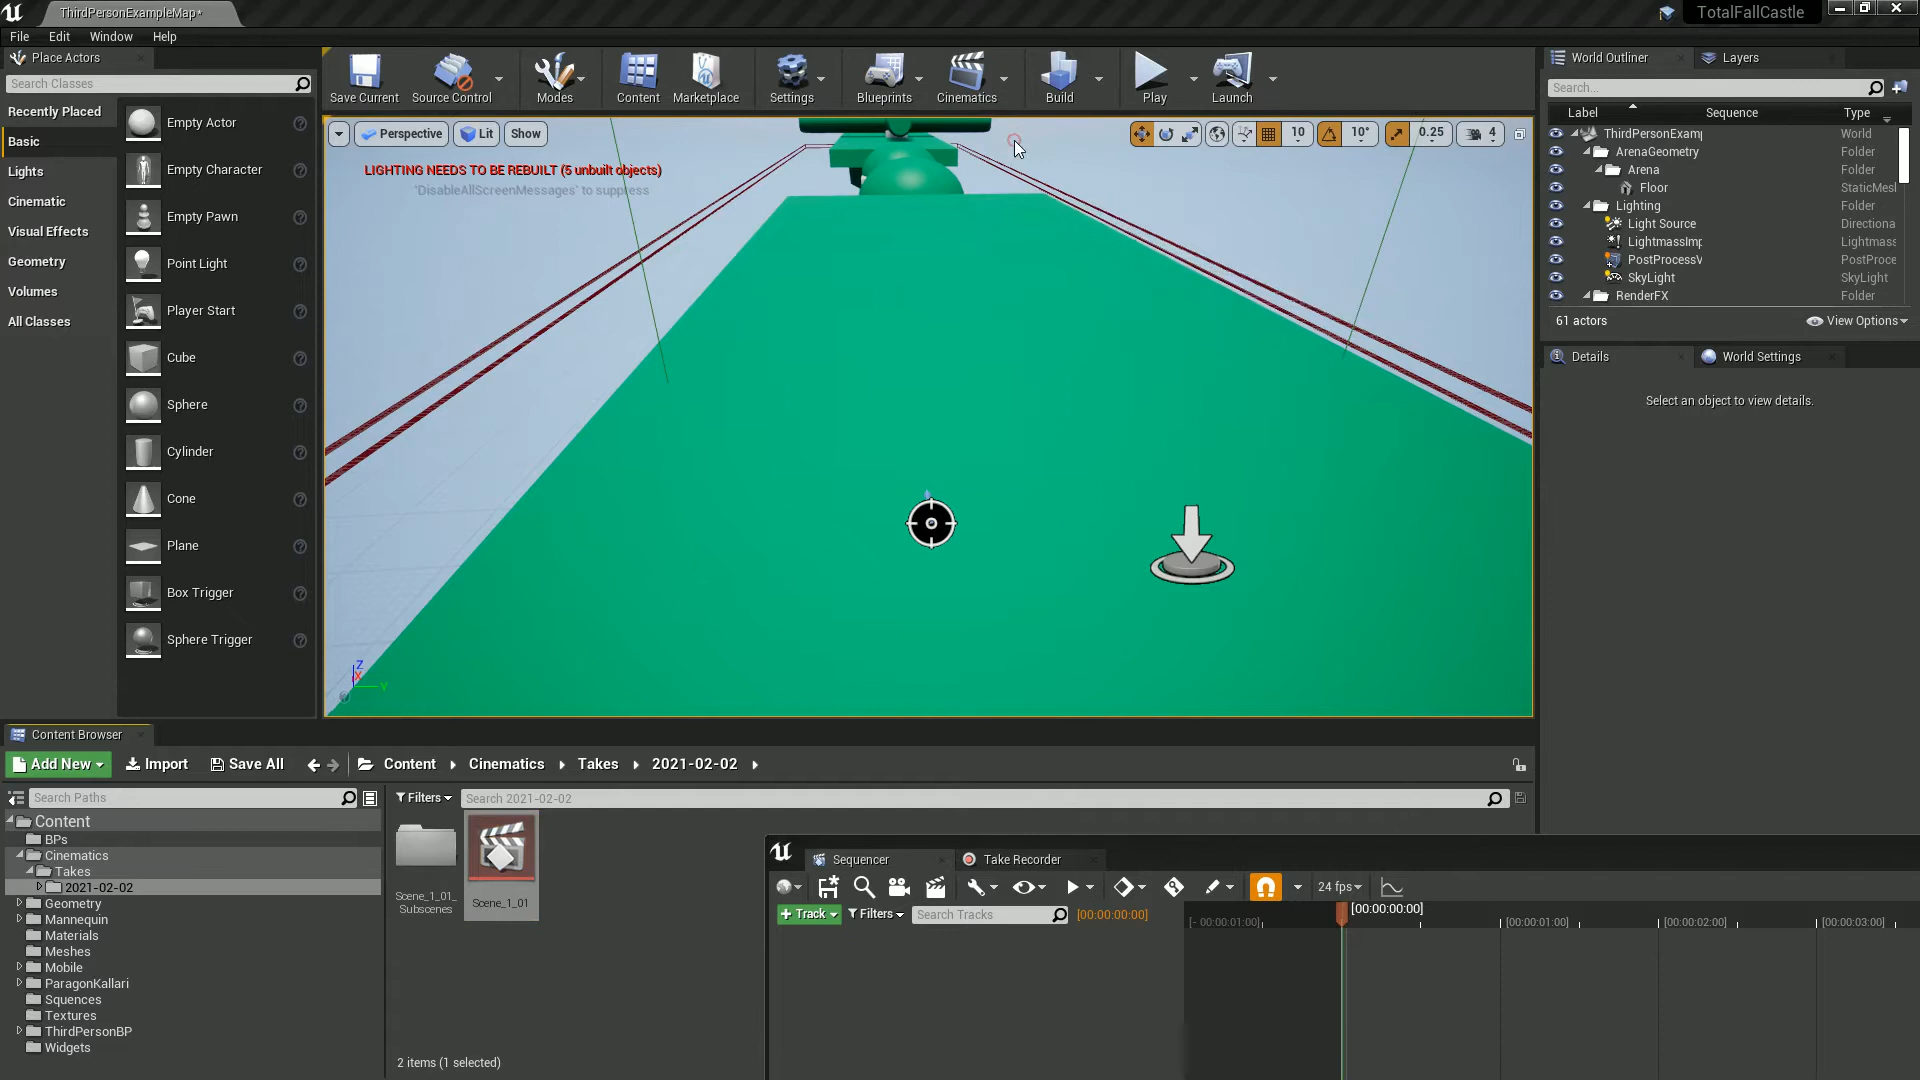 ThirdPersonExampleMap*
TotalFallCastle
File Edit Window Help
Place Actors
Search Classes
Recently Placed
Basic
Lights
Cinematic
Visual Effects
Geometry
Volumes
All Classes
Empty Actor
Empty Character
Empty Pawn
Point Light
Player Start
Cube
Sphere
Cylinder
Cone
Plane
Box Trigger
Sphere Trigger
Save Current
Source Control
Modes
Content
Marketplace
Settings
Blueprints
Cinematics
Build
Play
Launch
Perspective
Lit
Show
10
10°
0.25
4
LIGHTING NEEDS TO BE REBUILT (5 unbuilt objects)
'DisableAllScreenMessages' to suppress
Z
X
Y
World Outliner
Layers
Search...
Label Sequence Type
ThirdPersonExamp World
ArenaGeometry Folder
Arena Folder
Floor StaticMesh
Lighting Folder
Light Source Directiona
LightmassImp Lightmass
PostProcessV PostProce
SkyLight SkyLight
RenderFX Folder
61 actors
View Options
Details
World Settings
Select an object to view details.
Content Browser
Add New
Import
Save All
Content
Cinematics
Takes
2021-02-02
Search Paths
Filters
Search 2021-02-02
Content
BPs
Cinematics
Takes
2021-02-02
Geometry
Mannequin
Materials
Meshes
Mobile
ParagonKallari
Squences
Textures
ThirdPersonBP
Widgets
Scene_1_01_
Subscenes
Scene_1_01
2 items (1 selected)
Sequencer
Take Recorder
24 fps
Track
Filters
Search Tracks
[00:00:00:00]
[00:00:00:00]
[- 00:00:01:00]
[00:00:01:00]
[00:00:02:00]
[00:00:03:00]